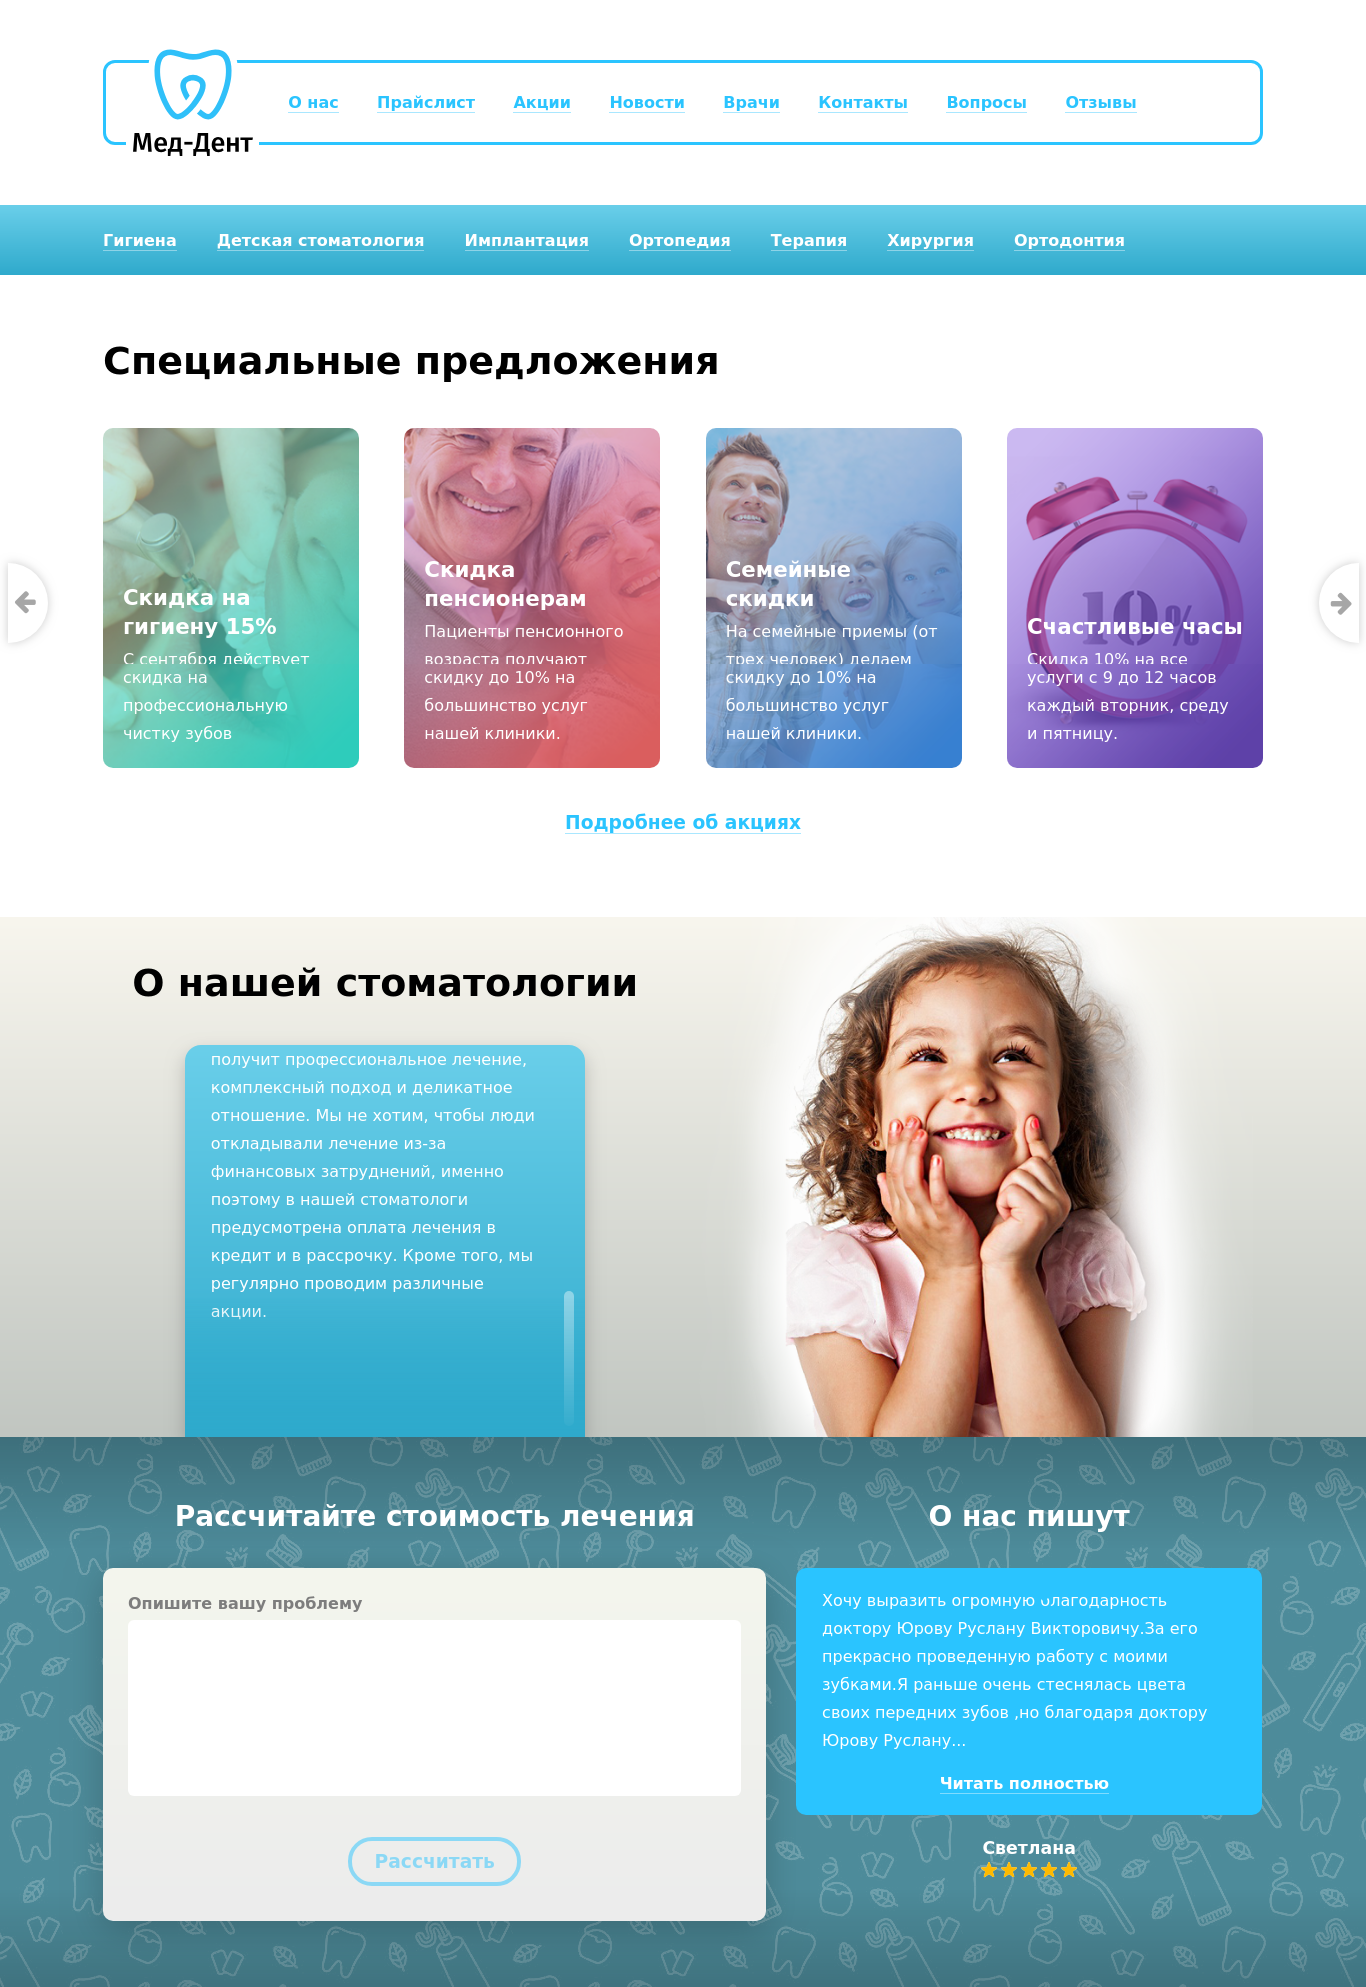 Мед-Дент
О нас Прайслист Акции Новости Врачи Контакты Вопросы Отзывы
Гигиена Детская стоматология Имплантация Ортопедия Терапия Хирургия Ортодонтия
Специальные предложения
Скидка на
гигиену 15%
С сентября действует
скидка на
профессиональную
чистку зубов
Скидка
пенсионерам
Пациенты пенсионного
возраста получают
скидку до 10% на
большинство услуг
нашей клиники.
Семейные
скидки
На семейные приемы (от
трех человек) делаем
скидку до 10% на
большинство услуг
нашей клиники.
10%
Счастливые часы
Скидка 10% на все
услуги с 9 до 12 часов
каждый вторник, среду
и пятницу.
Подробнее об акциях
О нашей стоматологии
получит профессиональное лечение,
комплексный подход и деликатное
отношение. Мы не хотим, чтобы люди
откладывали лечение из-за
финансовых затруднений, именно
поэтому в нашей стоматологи
предусмотрена оплата лечения в
кредит и в рассрочку. Кроме того, мы
регулярно проводим различные
акции.
Рассчитайте стоимость лечения
Опишите вашу проблему
Рассчитать
О нас пишут
Хочу выразить огромную благодарность
доктору Юрову Руслану Викторовичу.За его
прекрасно проведенную работу с моими
зубками.Я раньше очень стеснялась цвета
своих передних зубов ,но благодаря доктору
Юрову Руслану...
Читать полностью
Светлана